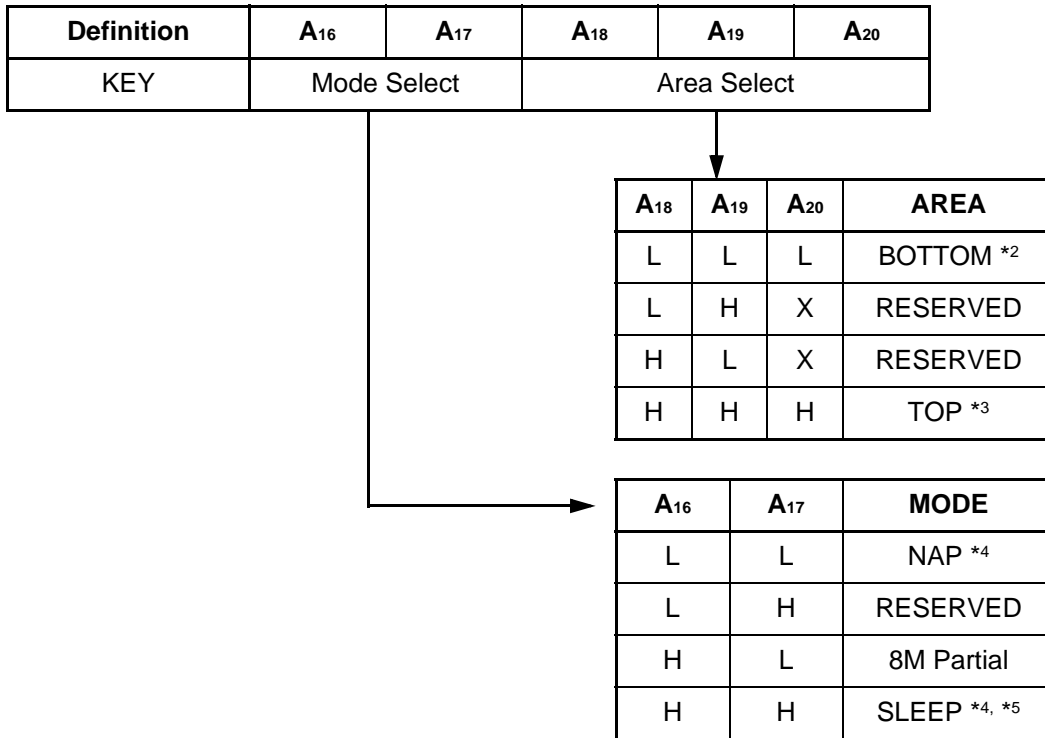 Definition A16 A17 A18 A19 A20
KEY Mode Select Area Select
A18 A19 A20 AREA
L L L BOTTOM *2
L H X RESERVED
H L X RESERVED
H H H TOP *3
A16 A17 MODE
L L NAP *4
L H RESERVED
H L 8M Partial
H H SLEEP *4, *5